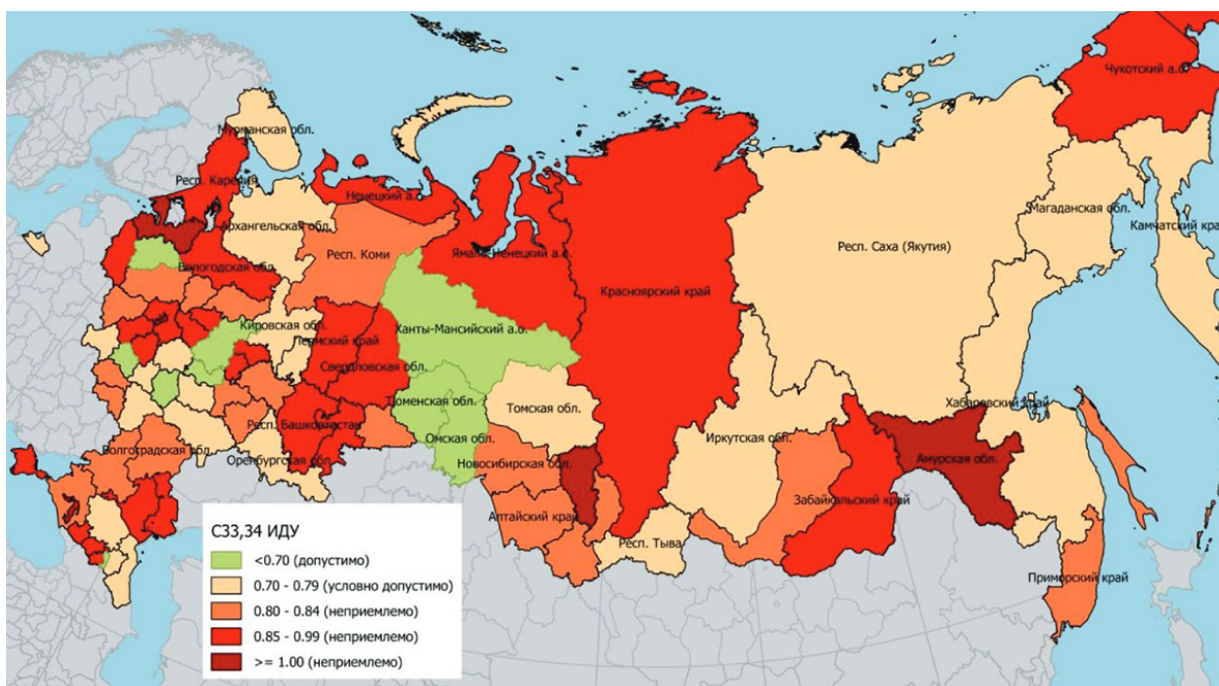 Чукотский а.о.
Мурманская обл.
Респ. Карелия
Ненецкий а.о.
Магаданская обл.
Архангельская обл.
Камчатский кра
Респ. Коми
Респ. Саха (Якутия)
Ямало-Ненецкий а.о.
Вологодская обл.
Красноярский край
Кировская обл.
Ханты-Мансийский а.о.
Пермский край
Свердловская обл.
Тюменская обл.
Томская обл.
Хабаровский край
Респ. Башкортостан
Иркутская обл.
Омская обл.
Волгоградская обл.
Амурская обл.
Оренбургская обл.
Новосибирская обл.
Забайкальский край
Алтайский край
Респ. Тыва
Приморский край
C33,34 ИДУ
<0.70 (допустимо)
0.70 - 0.79 (условно допустимо)
0.80 - 0.84 (неприемлемо)
0.85 - 0.99 (неприемлемо)
>= 1.00 (неприемлемо)